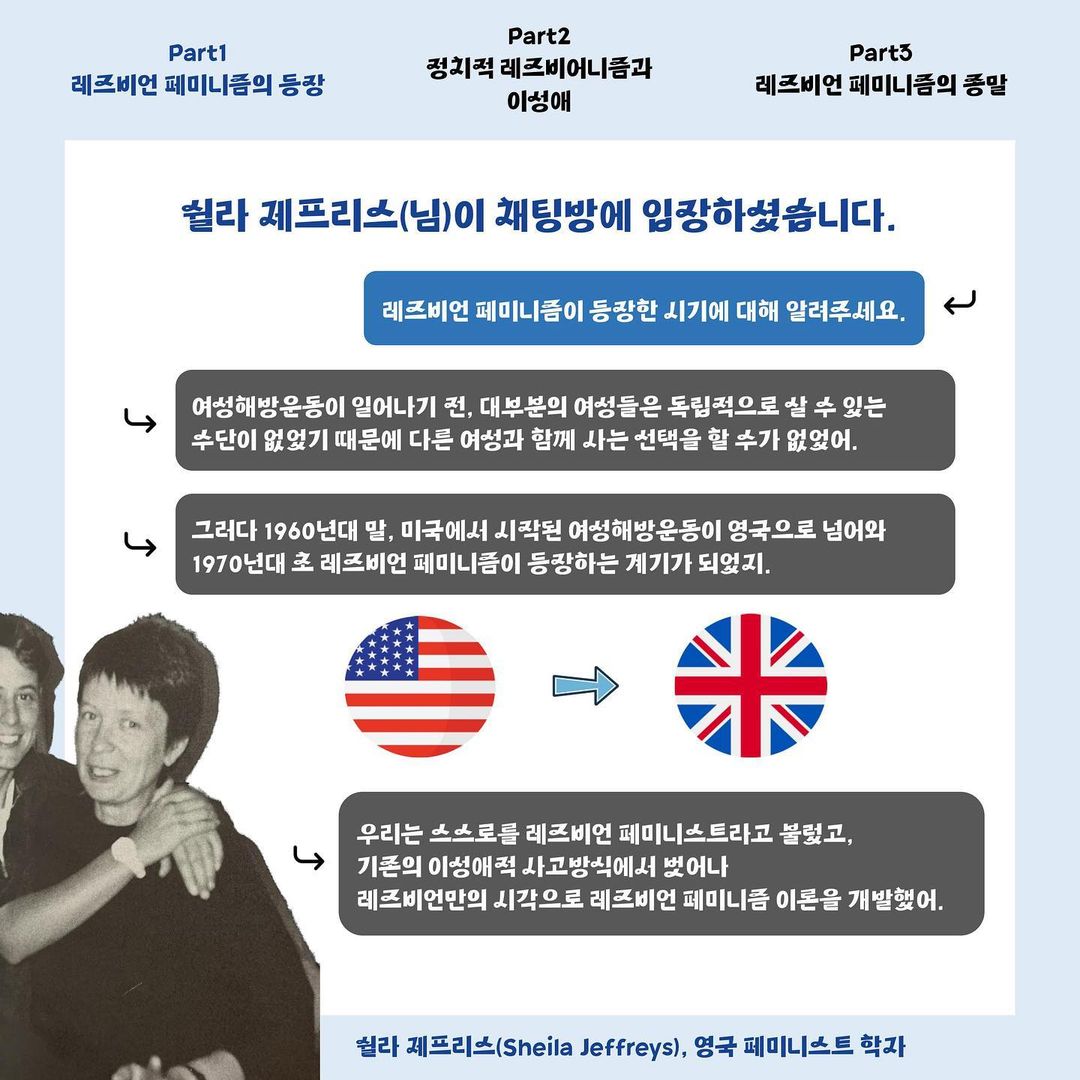 Part1
레즈비언 페미니즘의 등장
Part2
정치적 레즈비어니즘과
이성애
Part3
레즈비언 페미니즘의 종말
쉴라 제프리스(님)이 채팅방에 입장하셨습니다.
레즈비언 페미니즘이 등장한 시기에 대해 알려주세요.
여성해방운동이 일어나기 전, 대부분의 여성들은 독립적으로 살 수 있는
수단이 없었기 때문에 다른 여성과 함께 사는 선택을 할 수가 없었어.
그러다 1960년대 말, 미국에서 시작된 여성해방운동이 영국으로 넘어와
1970년대 초 레즈비언 페미니즘이 등장하는 계기가 되었지.
우리는 스스로를 레즈비언 페미니스트라고 불렀고,
기존의 이성애적 사고방식에서 벗어나
레즈비언만의 시각으로 레즈비언 페미니즘 이론을 개발했어.
쉴라 제프리스(Sheila Jeffreys), 영국 페미니스트 학자